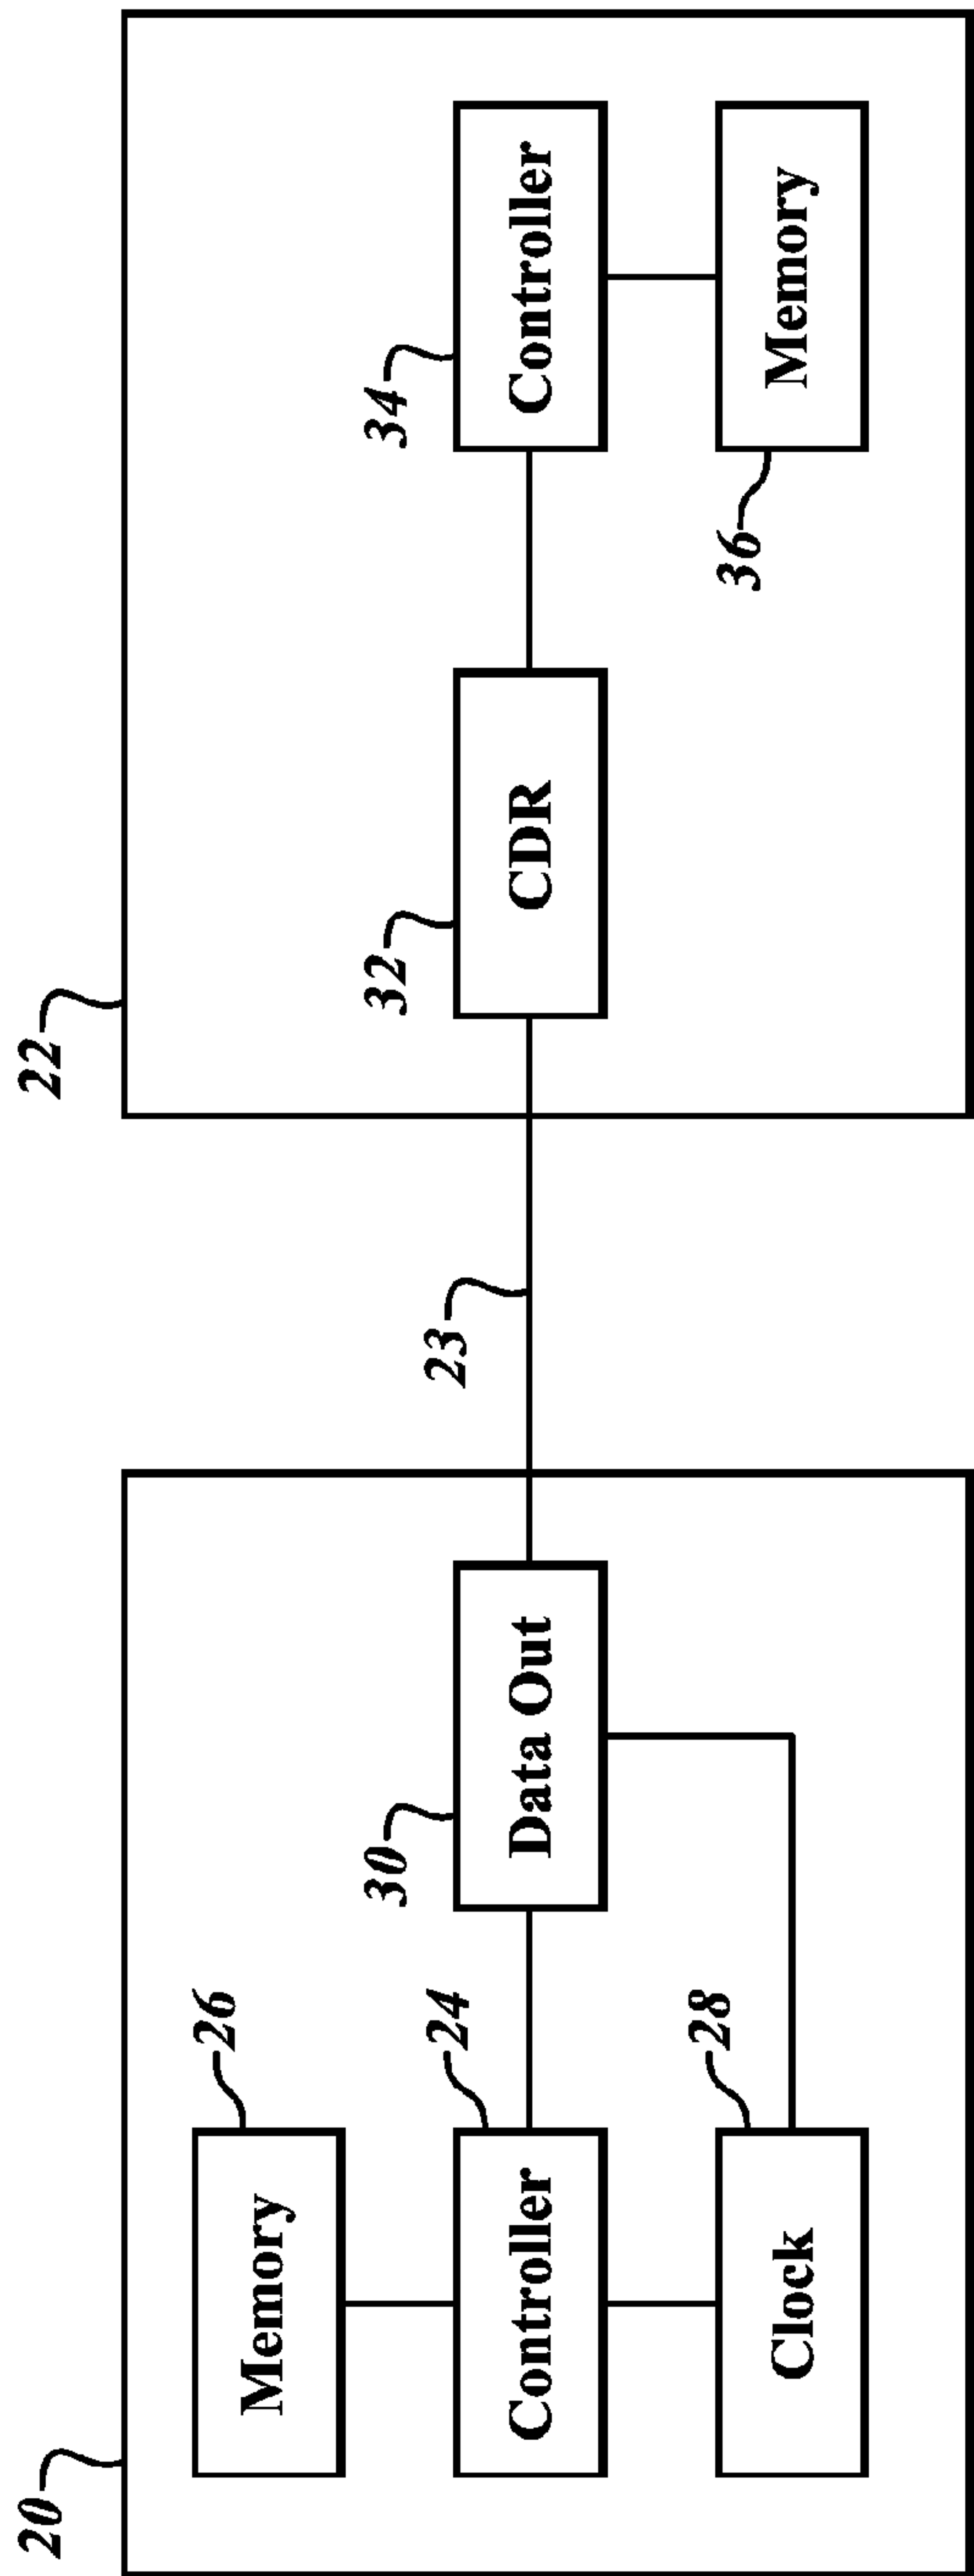 20
Memory
26
Controller
24
Clock
28
Data Out
30
23
22
CDR
32
Controller
34
Memory
36